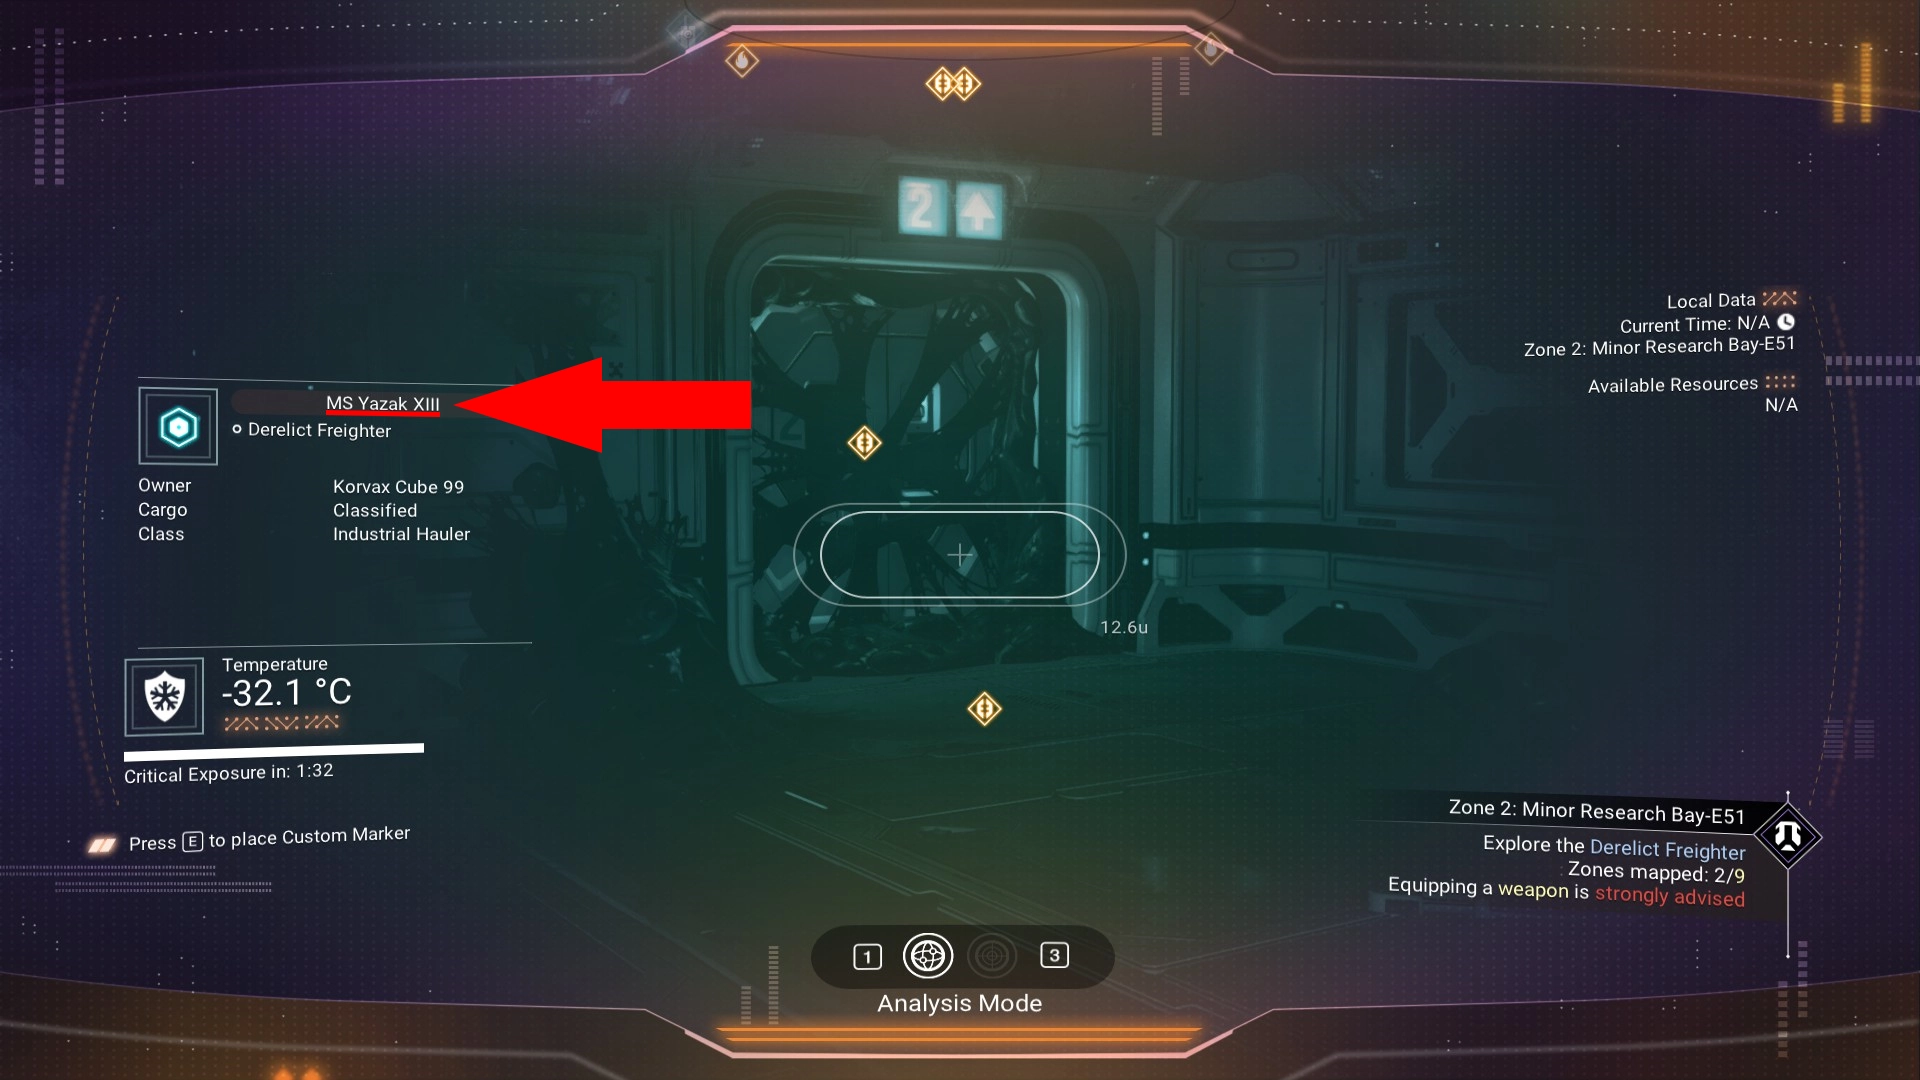 2
MS Yazak XIII
Derelict Freighter
Owner Korvax Cube 99
Cargo Classified
Class Industrial Hauler
Local Data
Current Time: N/A
Zone 2: Minor Research Bay-E51
Available Resources
N/A
12.6u
Temperature
-32.1 °C
Critical Exposure in: 1:32
Press E to place Custom Marker
Zone 2: Minor Research Bay-E51
Explore the Derelict Freighter
Zones mapped: 2/9
Equipping a weapon is strongly advised
1 3
Analysis Mode